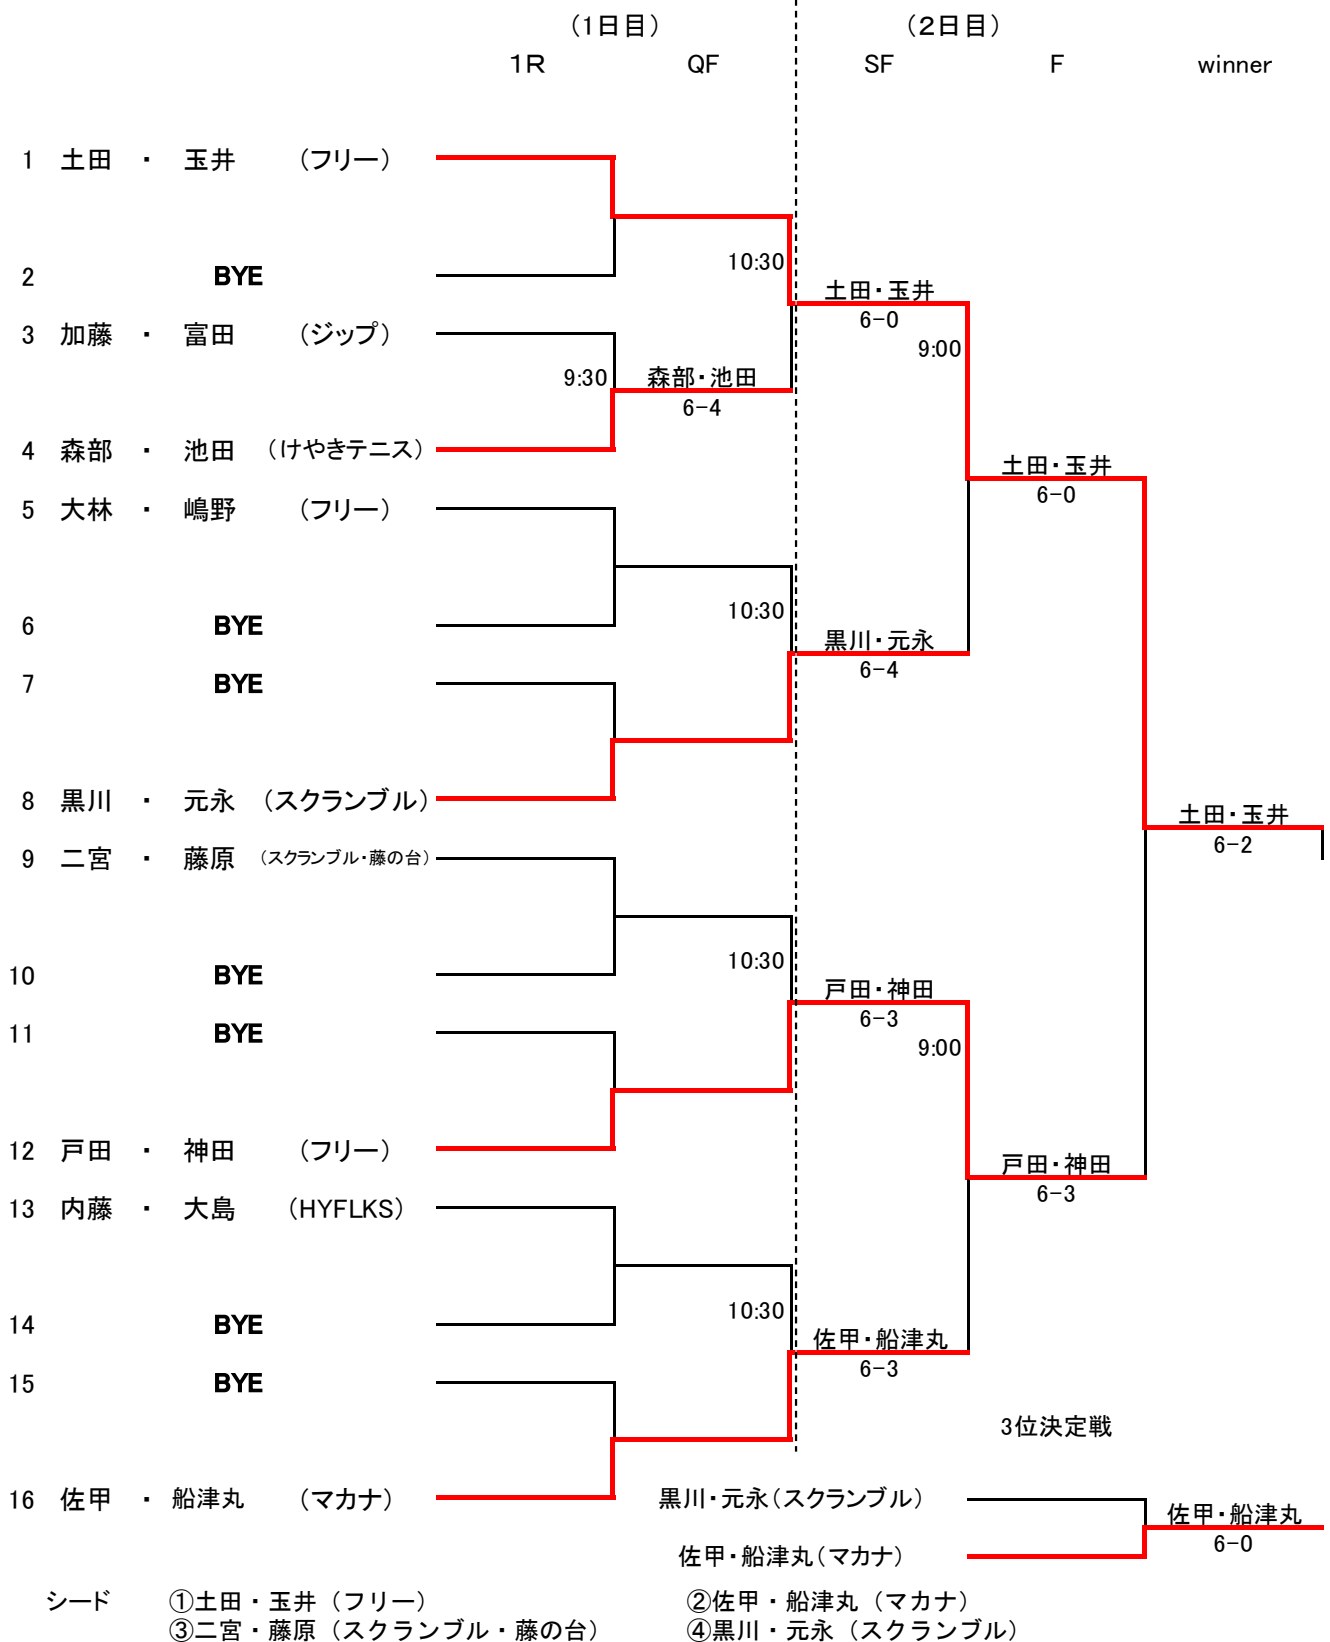 （1日目）　（2日目）
1R　QF　SF　F　winner
1　土田　・　玉井　（フリー）
2　BYE
10:30
土田・玉井
6-0
3　加藤　・　富田　（ジップ）
9:00
9:30　森部・池田
6-4
4　森部　・　池田　（けやきテニス）
土田・玉井
6-0
5　大林　・　嶋野　（フリー）
10:30
6　BYE
黒川・元永
6-4
7　BYE
8　黒川　・　元永　（スクランブル）
土田・玉井
6-2
9　二宮　・　藤原　（スクランブル・藤の台）
10:30
10　BYE
戸田・神田
6-3
11　BYE
9:00
12　戸田　・　神田　（フリー）
戸田・神田
6-3
13　内藤　・　大島　（HYFLKS）
10:30
14　BYE
佐甲・船津丸
6-3
15　BYE
3位決定戦
16　佐甲　・　船津丸　（マカナ）
黒川・元永（スクランブル）
佐甲・船津丸
6-0
佐甲・船津丸（マカナ）
シード　①土田・玉井（フリー）　②佐甲・船津丸（マカナ）
③二宮・藤原（スクランブル・藤の台）　④黒川・元永（スクランブル）